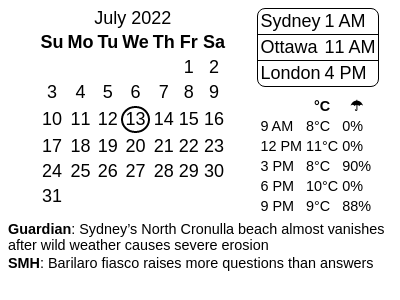 July 2022
Su Mo Tu We Th Fr Sa
1 2
3 4 5 6 7 8 9
10 11 12 13 14 15 16
17 18 19 20 21 22 23
24 25 26 27 28 29 30
31
Sydney 1 AM
Ottawa 11 AM
London 4 PM
°C ☂
9 AM 8°C 0%
12 PM 11°C 0%
3 PM 8°C 90%
6 PM 10°C 0%
9 PM 9°C 88%
Guardian: Sydney’s North Cronulla beach almost vanishes
after wild weather causes severe erosion
SMH: Barilaro fiasco raises more questions than answers